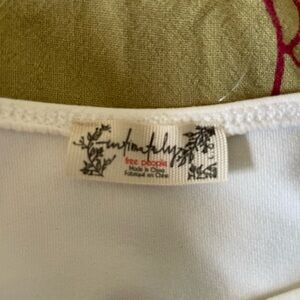 intimately
free people
Made in China
Fabriqué en Chine